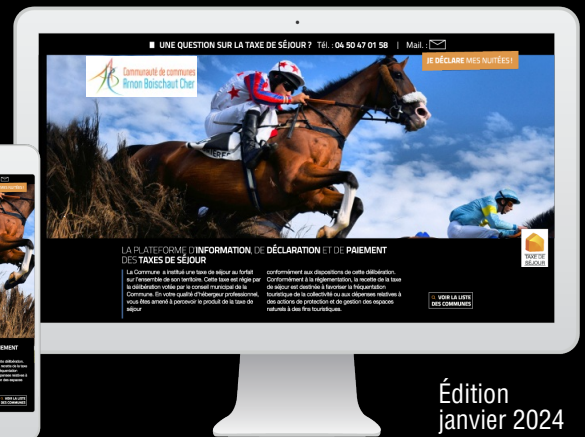 UNE QUESTION SUR LA TAXE DE SÉJOUR ? Tél. : 04 50 47 01 58 | Mail. :
JE DÉCLARE MES NUITÉES !
Communauté de communes
Arnon Boischaut Cher
LA PLATEFORME D'INFORMATION, DE DÉCLARATION ET DE PAIEMENT
DES TAXES DE SÉJOUR
La Commune a institué une taxe de séjour au forfait
sur l'ensemble de son territoire. Cette taxe est régie par
la délibération votée par le conseil municipal de la
Commune. En votre qualité d'hébergeur professionnel,
vous êtes amené à percevoir le produit de la taxe de
séjour
conformément aux dispositions de cette délibération.
Conformément à la réglementation, la recette de la taxe
de séjour est destinée à favoriser la fréquentation
touristique de la collectivité ou aux dépenses relatives à
des actions de protection et de gestion des espaces
naturels à des fins touristiques.
TAXE DE
SÉJOUR
VOIR LA LISTE
DES COMMUNES
VOIR LA LISTE
DES COMMUNES
Édition
janvier 2024